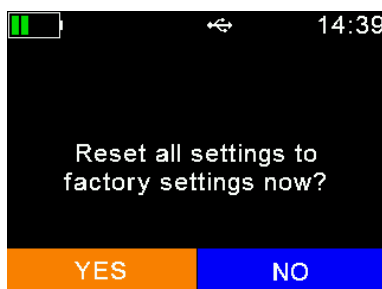 14:39
Reset all settings to
factory settings now?
YES NO